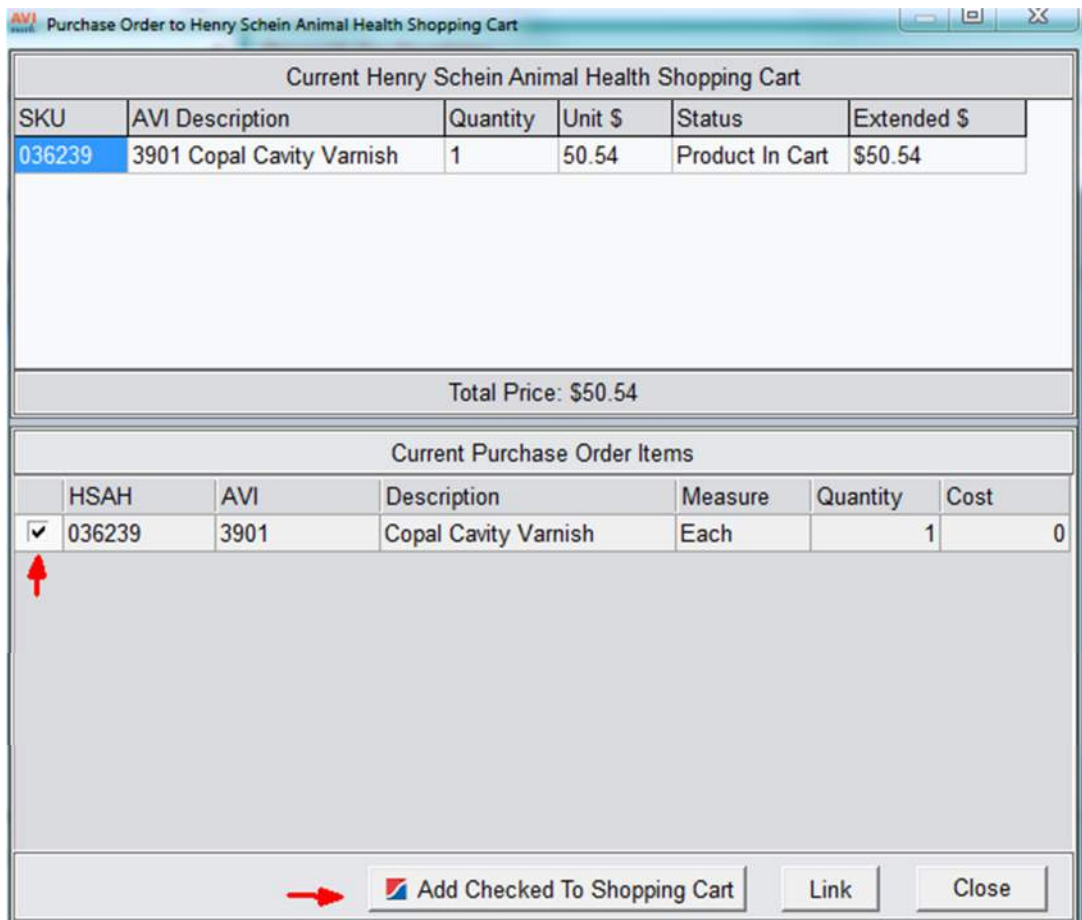 AVI mark Purchase Order to Henry Schein Animal Health Shopping Cart
Current Henry Schein Animal Health Shopping Cart
SKU AVI Description Quantity Unit $ Status Extended $
036239 3901 Copal Cavity Varnish 1 50.54 Product In Cart $50.54
Total Price: $50.54
Current Purchase Order Items
HSAH AVI Description Measure Quantity Cost
036239 3901 Copal Cavity Varnish Each 1 0
Add Checked To Shopping Cart Link Close